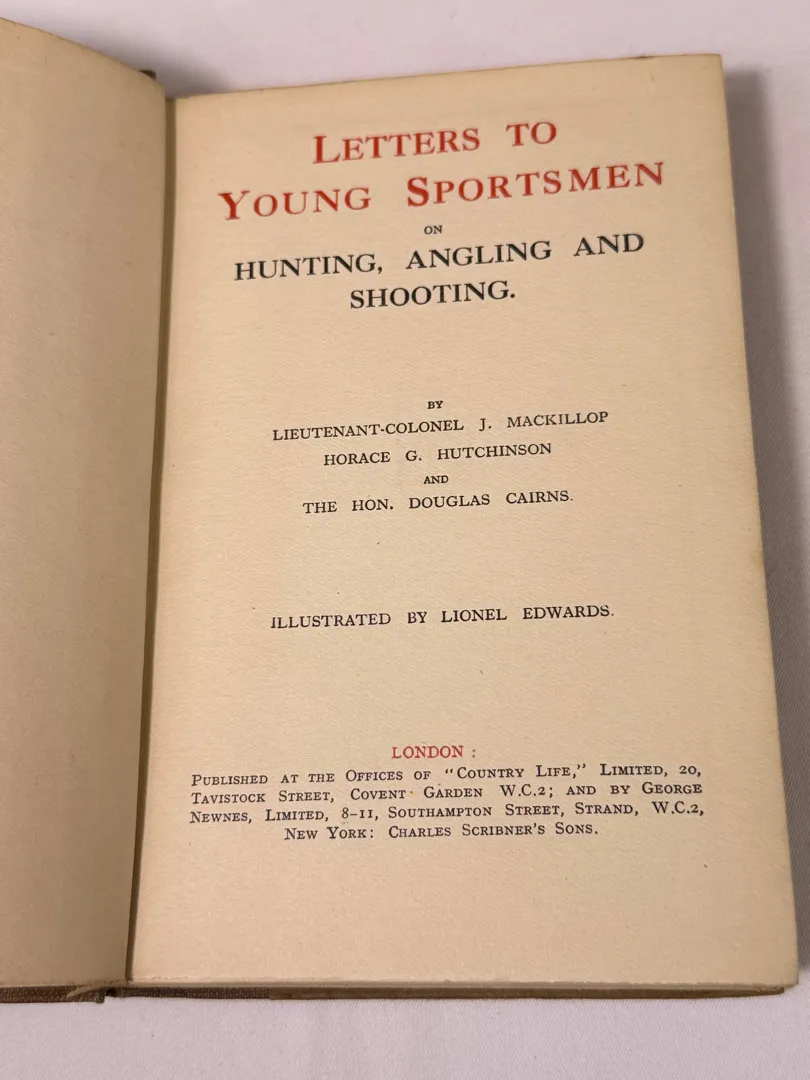 LETTERS TO
YOUNG SPORTSMEN
ON
HUNTING, ANGLING AND
SHOOTING.
BY
LIEUTENANT-COLONEL J. MACKILLOP
HORACE G. HUTCHINSON
AND
THE HON. DOUGLAS CAIRNS.
ILLUSTRATED BY LIONEL EDWARDS.
LONDON :
PUBLISHED AT THE OFFICES OF "COUNTRY LIFE," LIMITED, 20,
TAVISTOCK STREET, COVENT GARDEN W.C.2; AND BY GEORGE
NEWNES, LIMITED, 8-11, SOUTHAMPTON STREET, STRAND, W.C.2,
NEW YORK: CHARLES SCRIBNER'S SONS.